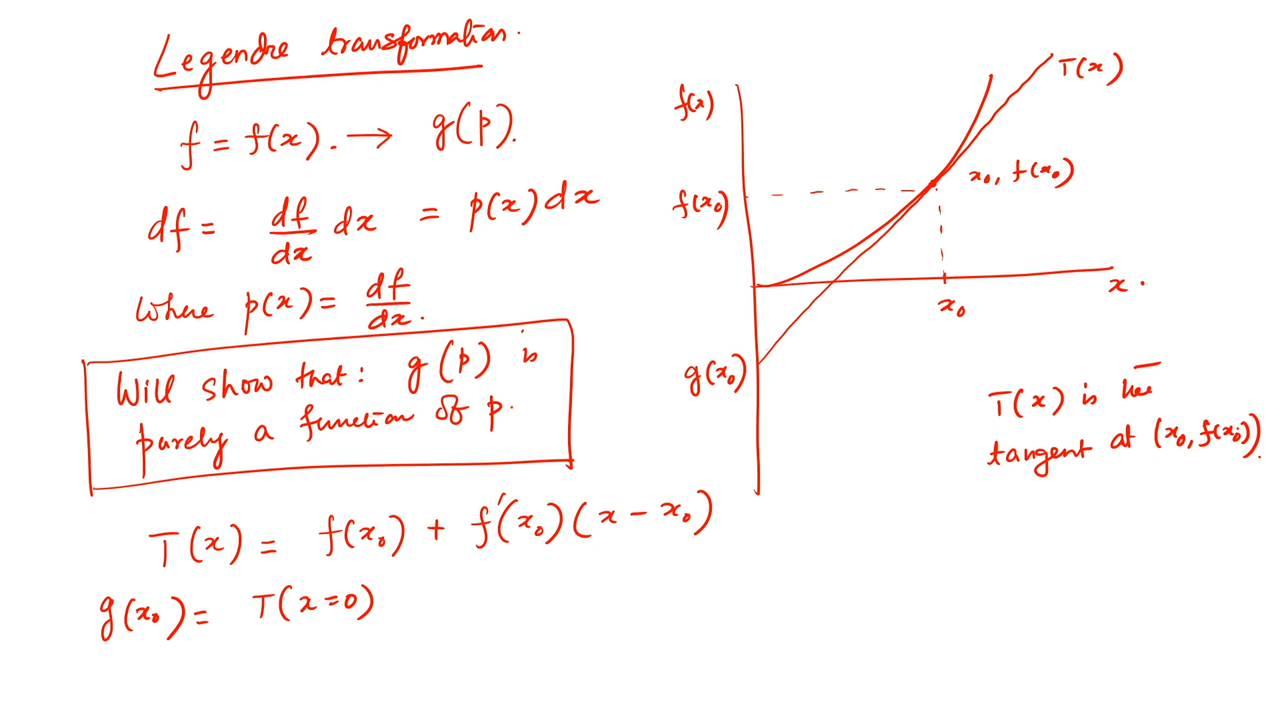 Legendre transformation.
f = f(x). → g(p).
df = df/dx dx = p(x) dx
where p(x) = df/dx.
Will show that: g(p) is
purely a function of p.
T(x) = f(x₀) + f'(x₀)(x - x₀)
g(x₀) = T(x=0)
f(x)
T(x)
x₀, f(x₀)
f(x₀)
x.
x₀
g(x₀)
T(x) is the
tangent at (x₀, f(x₀)).